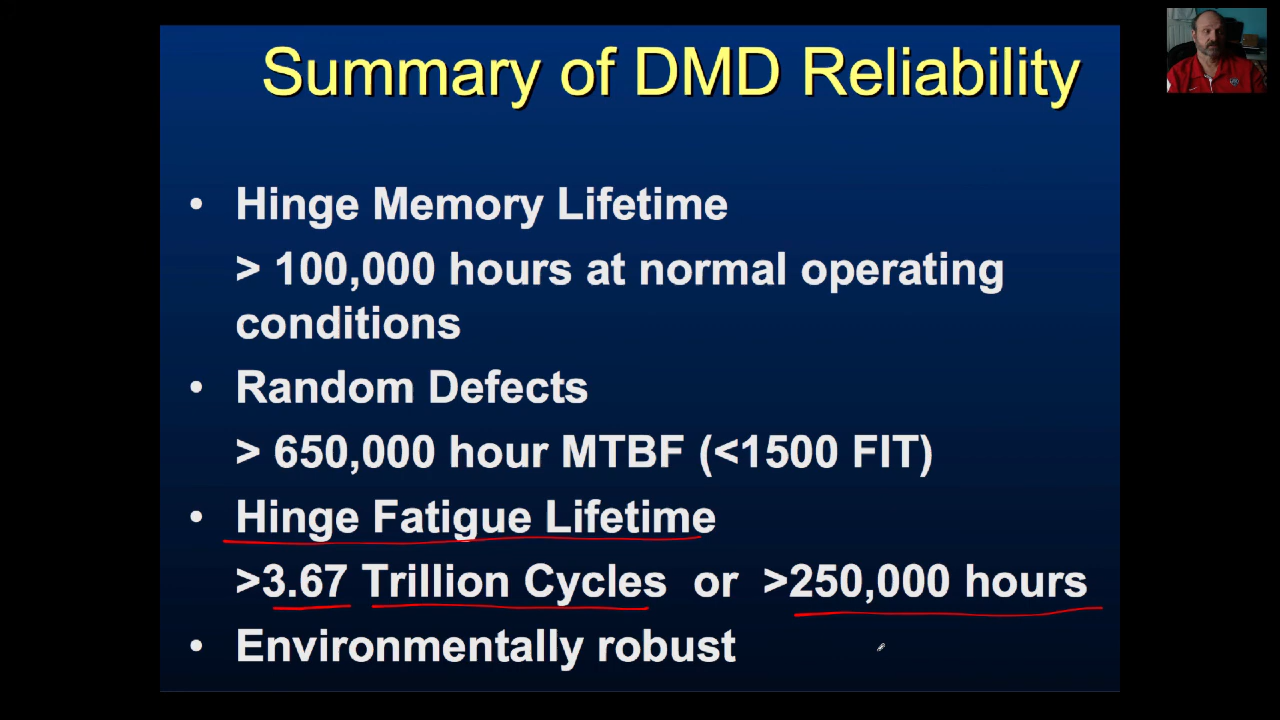 Summary of DMD Reliability
• Hinge Memory Lifetime
> 100,000 hours at normal operating
conditions
• Random Defects
> 650,000 hour MTBF (<1500 FIT)
• Hinge Fatigue Lifetime
>3.67 Trillion Cycles or >250,000 hours
• Environmentally robust